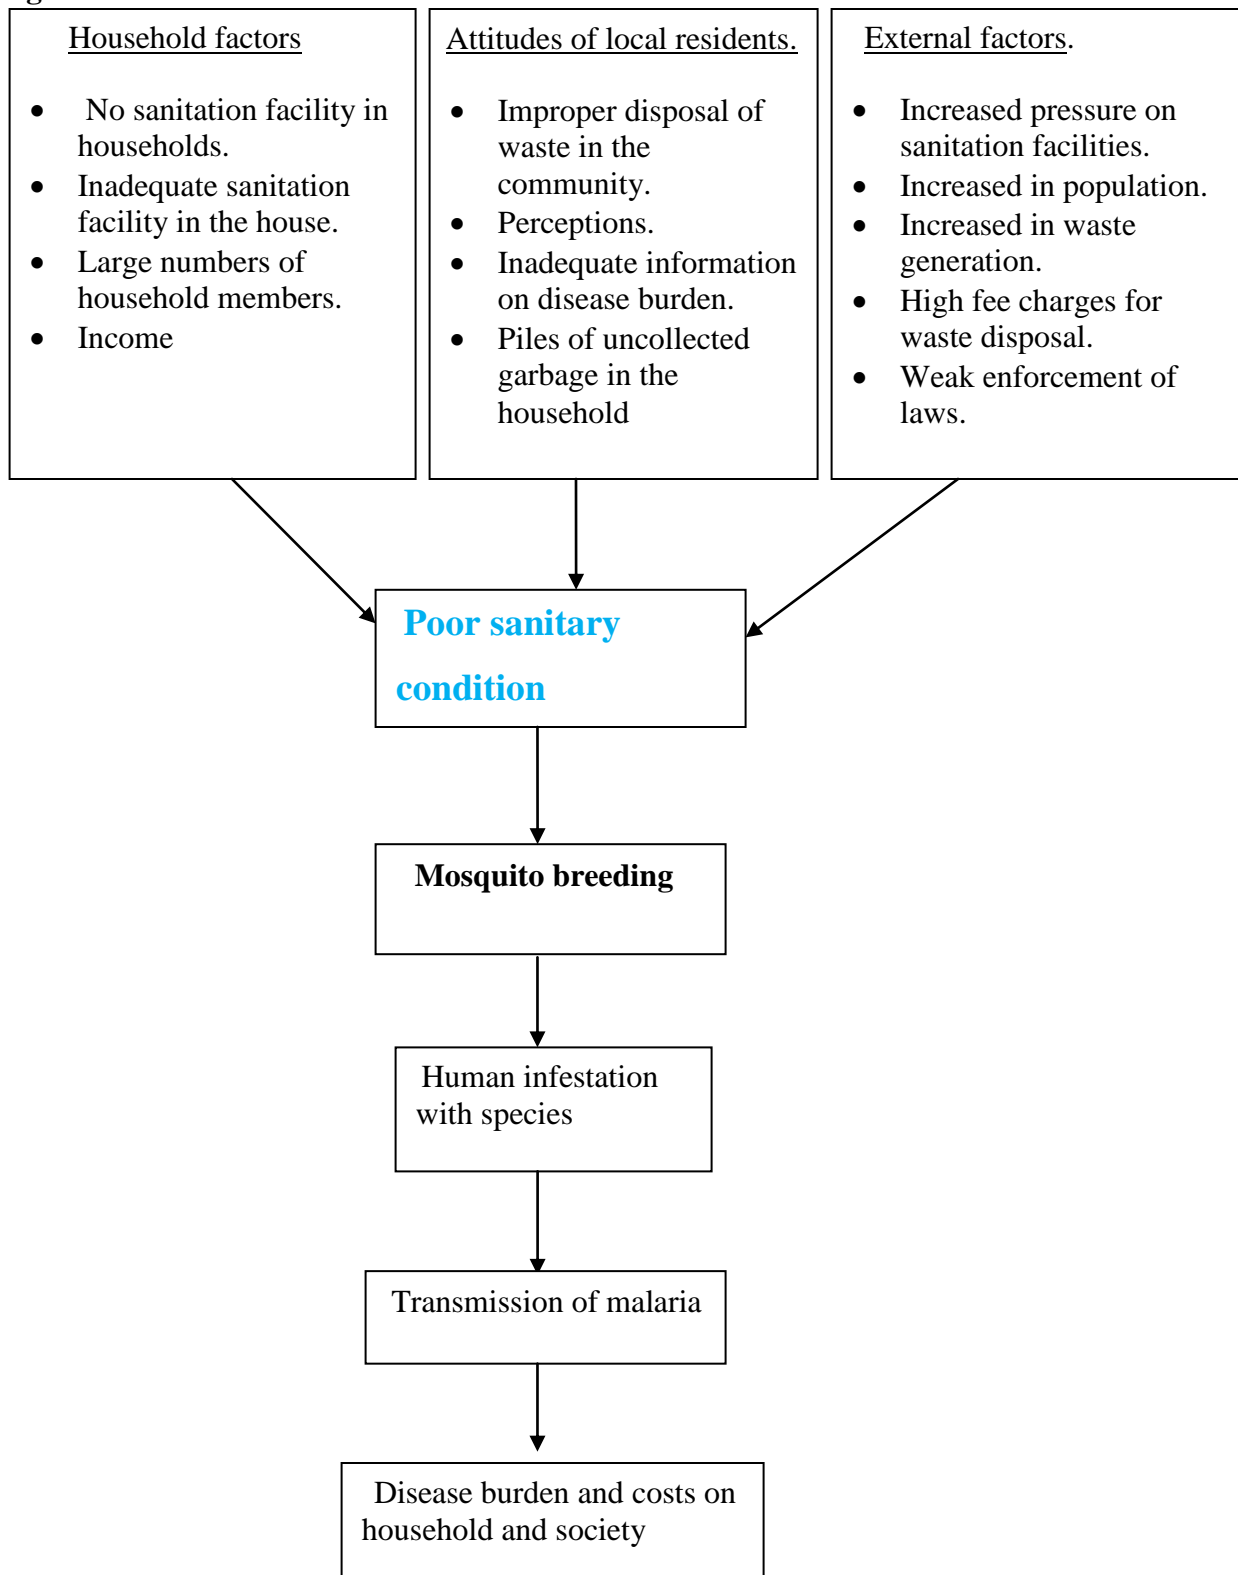 Household factors
• No sanitation facility in
households.
• Inadequate sanitation
facility in the house.
• Large numbers of
household members.
• Income
Attitudes of local residents.
• Improper disposal of
waste in the
community.
• Perceptions.
• Inadequate information
on disease burden.
• Piles of uncollected
garbage in the
household
External factors.
• Increased pressure on
sanitation facilities.
• Increased in population.
• Increased in waste
generation.
• High fee charges for
waste disposal.
• Weak enforcement of
laws.
Poor sanitary
condition
Mosquito breeding
Human infestation
with species
Transmission of malaria
Disease burden and costs on
household and society